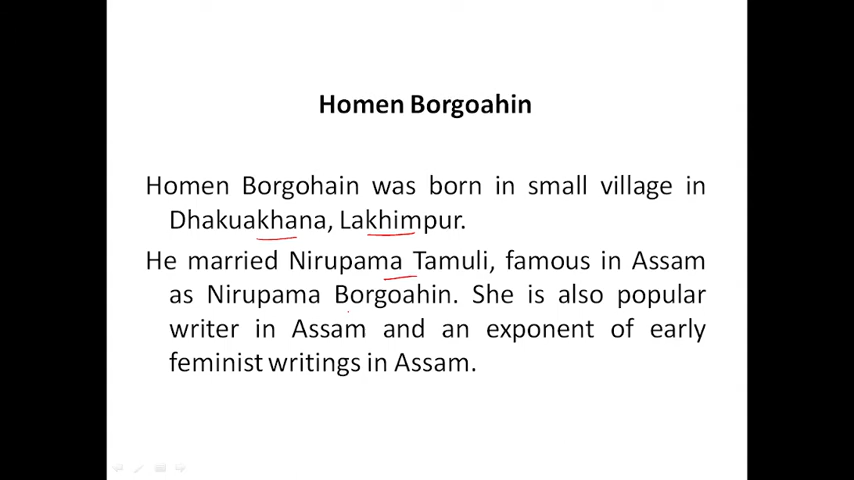 Homen Borgoahin
Homen Borgohain was born in small village in
Dhakuakhana, Lakhimpur.
He married Nirupama Tamuli, famous in Assam
as Nirupama Borgoahin. She is also popular
writer in Assam and an exponent of early
feminist writings in Assam.